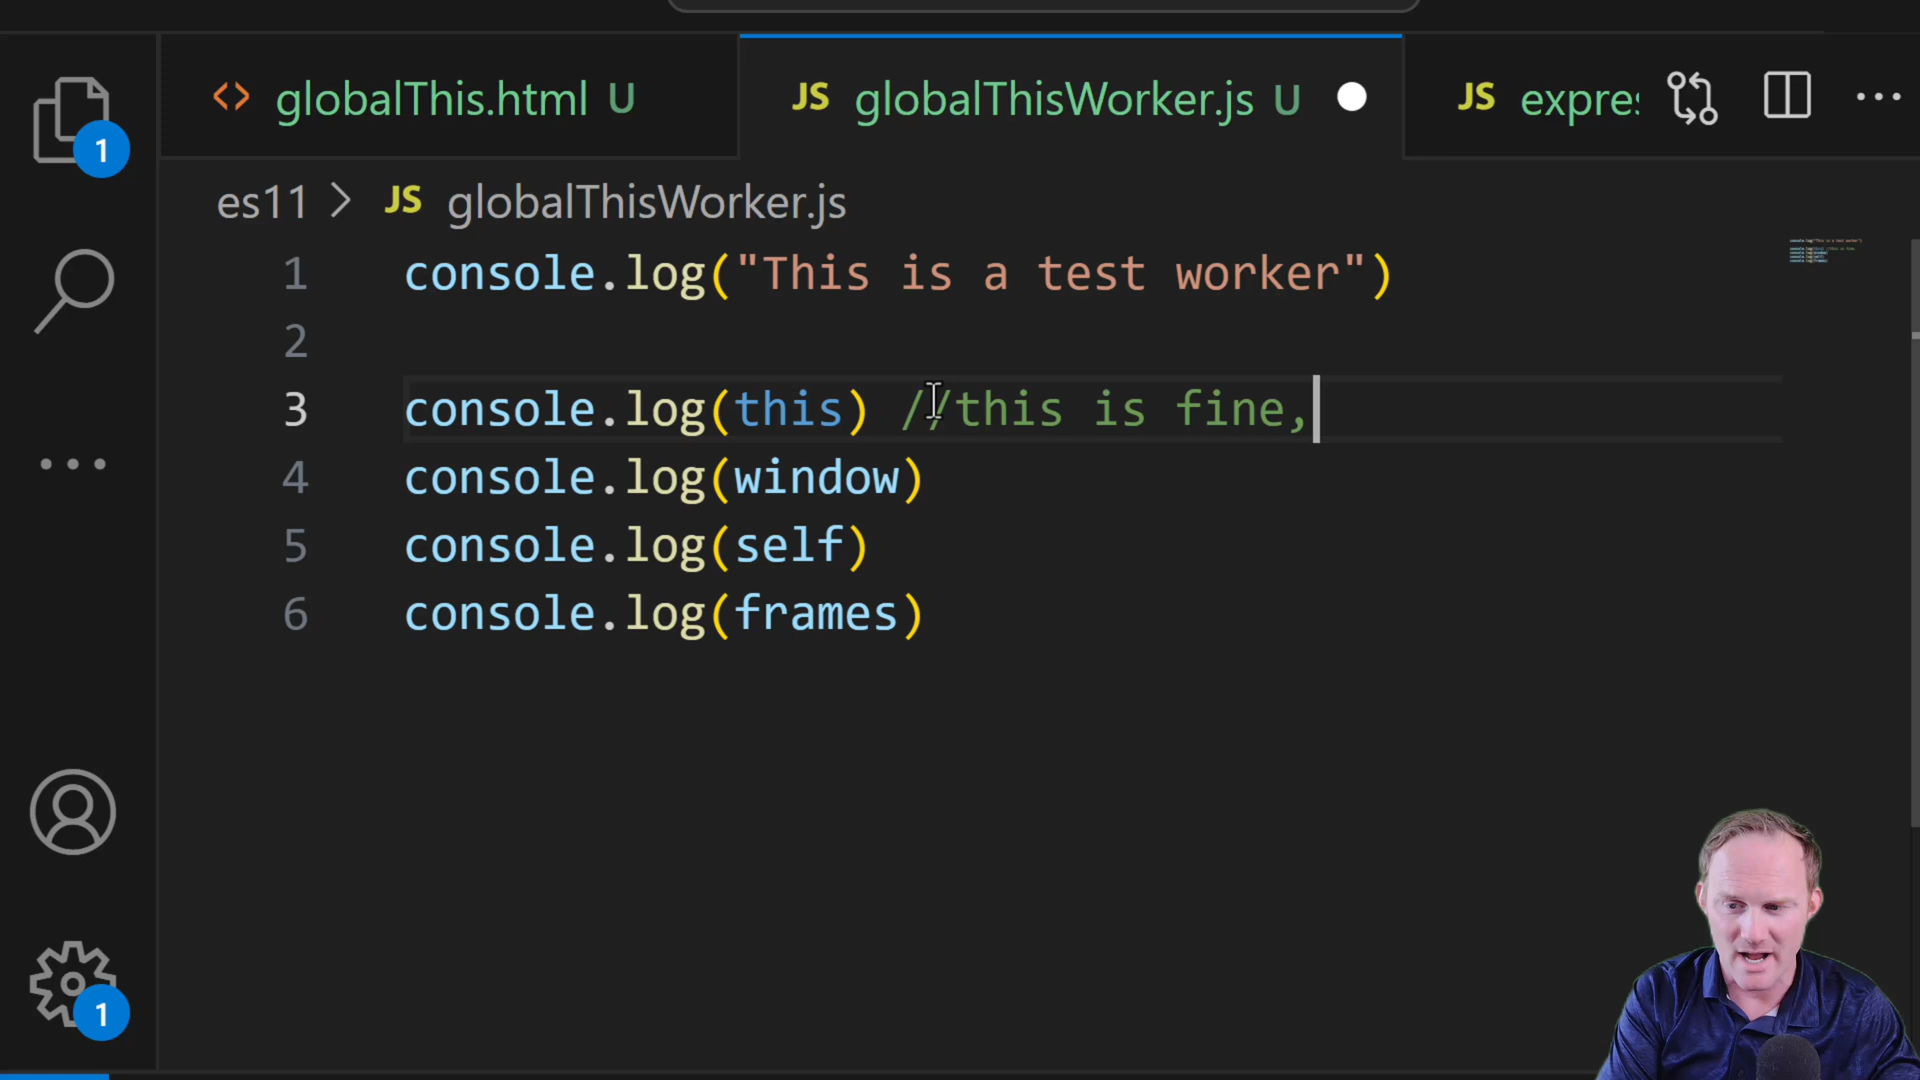 globalThis.html U
JS globalThisWorker.js U
JS expres
es11 > JS globalThisWorker.js
1 console.log("This is a test worker")
2
3 console.log(this) //this is fine,
4 console.log(window)
5 console.log(self)
6 console.log(frames)
1
1